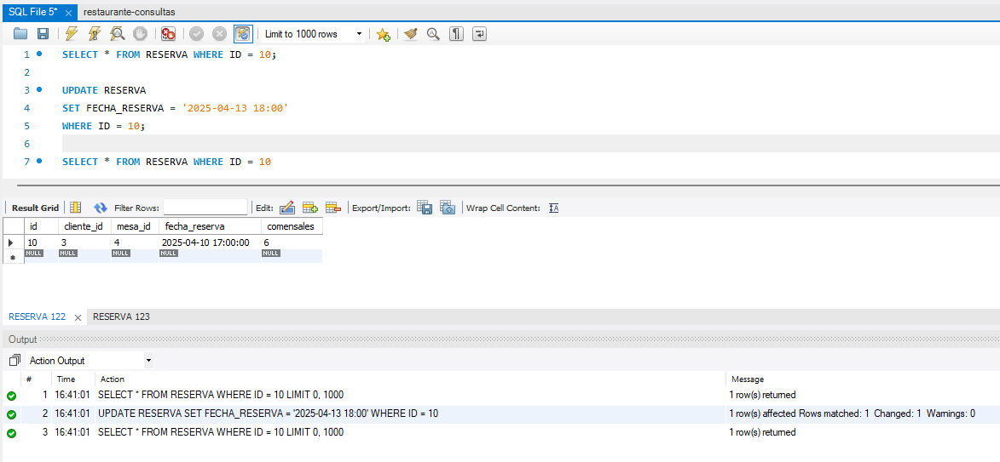 SQL File 5* restaurante-consultas
Limit to 1000 rows
1 SELECT * FROM RESERVA WHERE ID = 10;
2
3 UPDATE RESERVA
4 SET FECHA_RESERVA = '2025-04-13 18:00'
5 WHERE ID = 10;
6
7 SELECT * FROM RESERVA WHERE ID = 10
Result Grid Filter Rows: Edit: Export/Import: Wrap Cell Content:
id cliente_id mesa_id fecha_reserva comensales
10 3 4 2025-04-10 17:00:00 6
NULL NULL NULL NULL NULL
RESERVA 122 RESERVA 123
Output
Action Output
# Time Action Message
1 16:41:01 SELECT * FROM RESERVA WHERE ID = 10 LIMIT 0, 1000 1 row(s) returned
2 16:41:01 UPDATE RESERVA SET FECHA_RESERVA = '2025-04-13 18:00' WHERE ID = 10 1 row(s) affected Rows matched: 1 Changed: 1 Warnings: 0
3 16:41:01 SELECT * FROM RESERVA WHERE ID = 10 LIMIT 0, 1000 1 row(s) returned